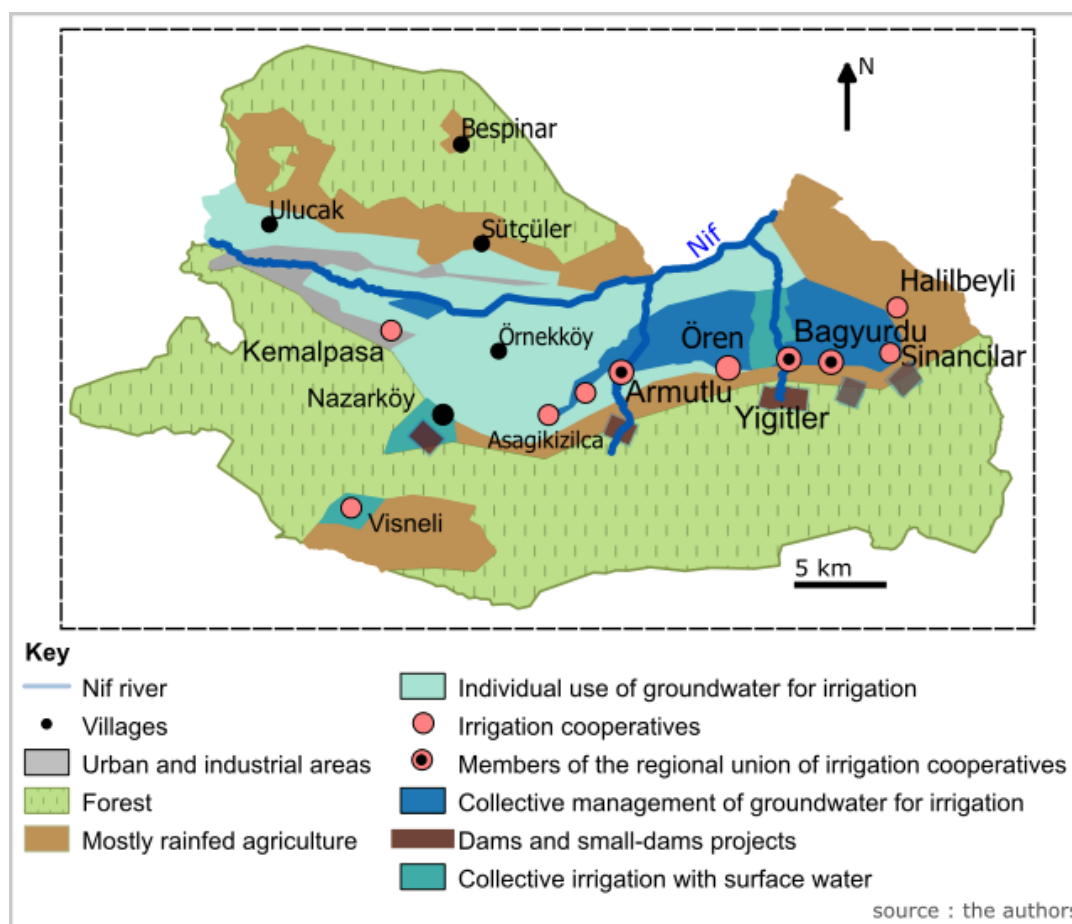 N
Bespinar
Ulucak
Sütçüler
Nif
Halilbeyli
Kemalpasa
Örnekköy
Ören
Bagyurdu
Sinancilar
Nazarköy
Armutlu
Asagikizilca
Yigitler
Visneli
5 km
Key
Nif river
Villages
Urban and industrial areas
Forest
Mostly rainfed agriculture
Individual use of groundwater for irrigation
Irrigation cooperatives
Members of the regional union of irrigation cooperatives
Collective management of groundwater for irrigation
Dams and small-dams projects
Collective irrigation with surface water
source : the authors